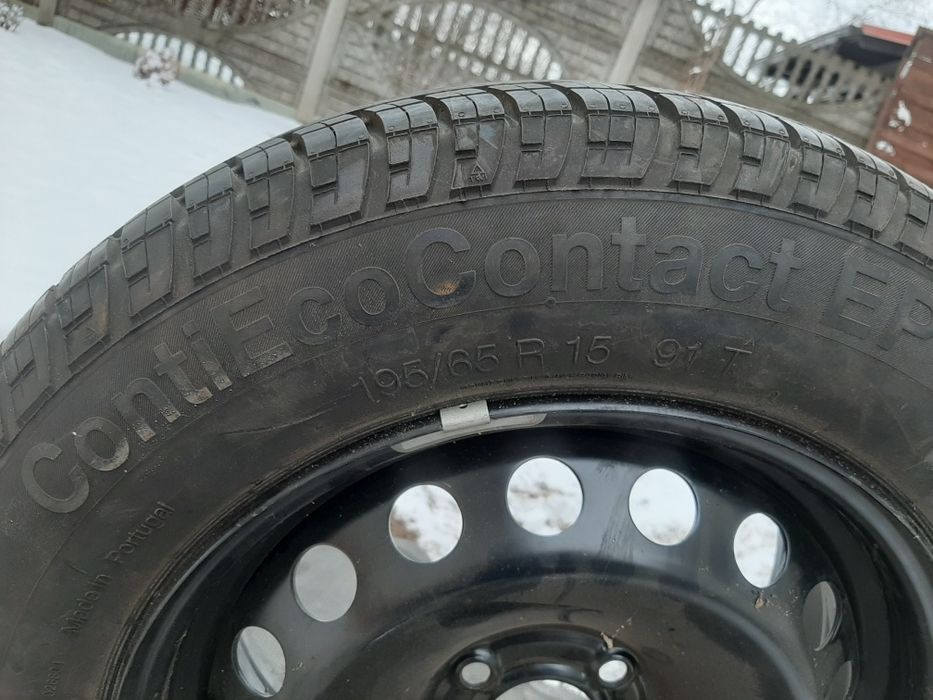 ContiEcoContact EP
195/65 R 15 91 T
Made in Portugal